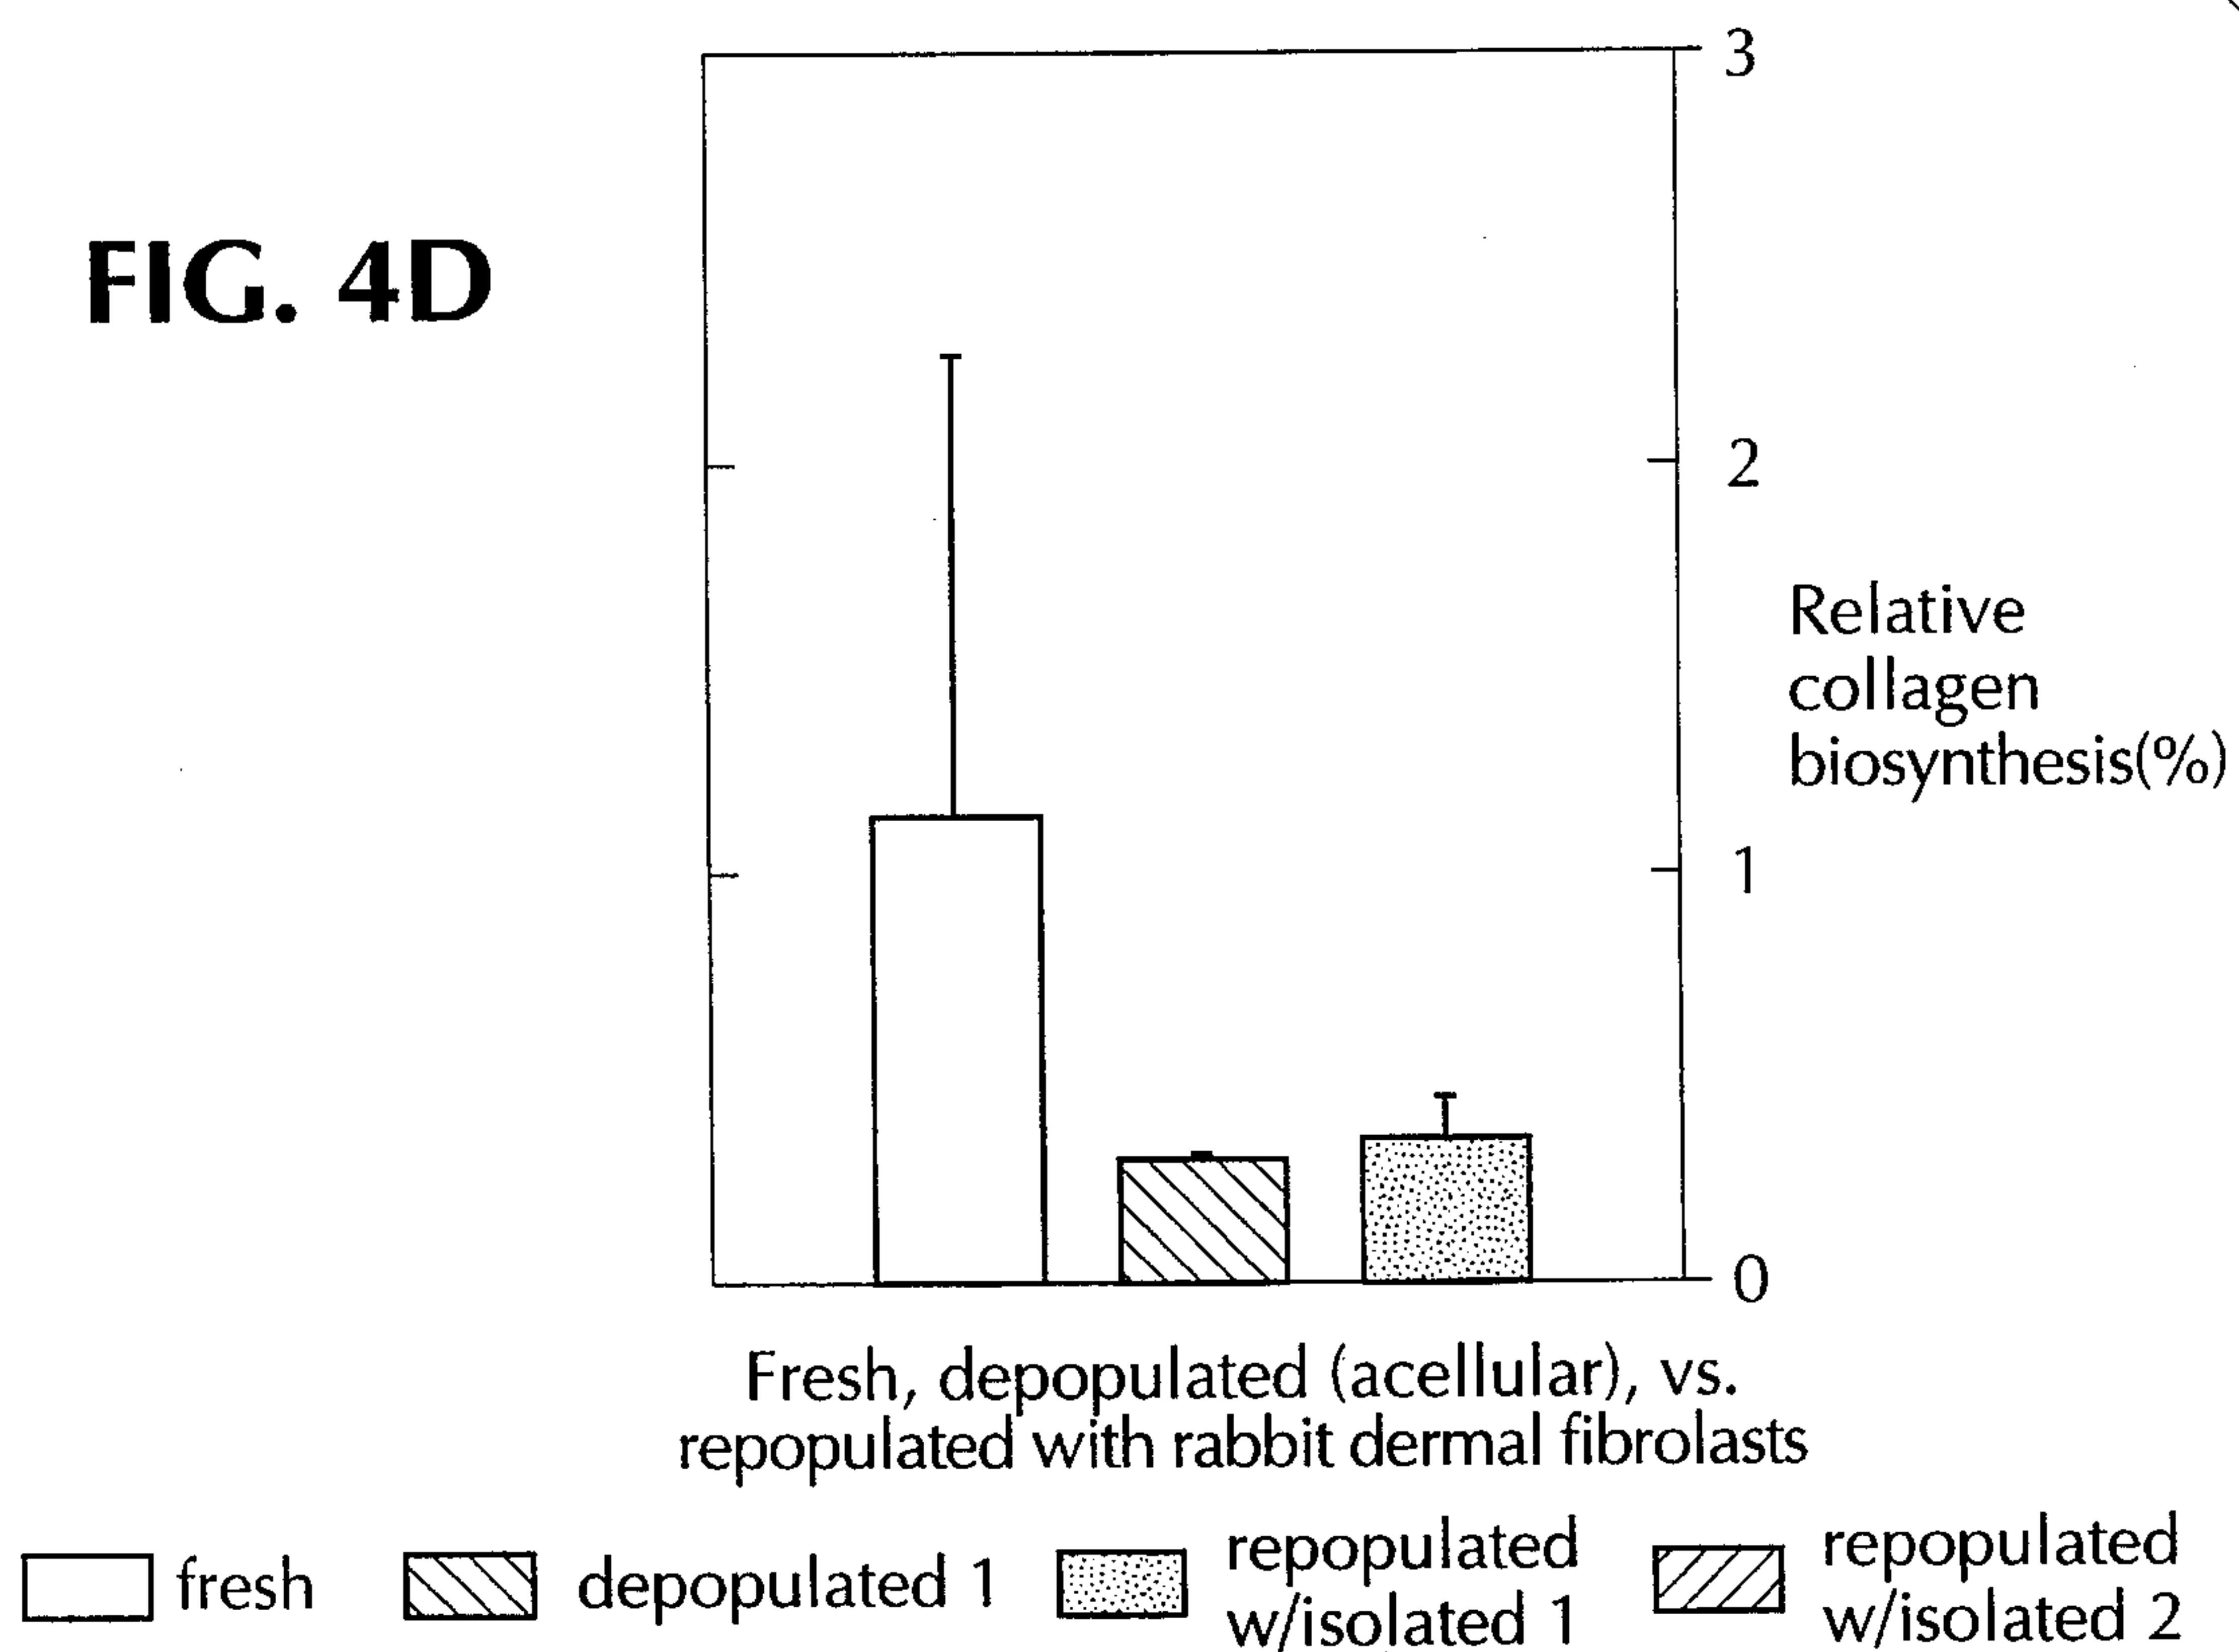 FIG. 4D
3
2
1
0
Relative
collagen
biosynthesis(%)
Fresh, depopulated (acellular), vs.
repopulated with rabbit dermal fibrolasts
fresh
depopulated 1
repopulated
w/isolated 1
repopulated
w/isolated 2